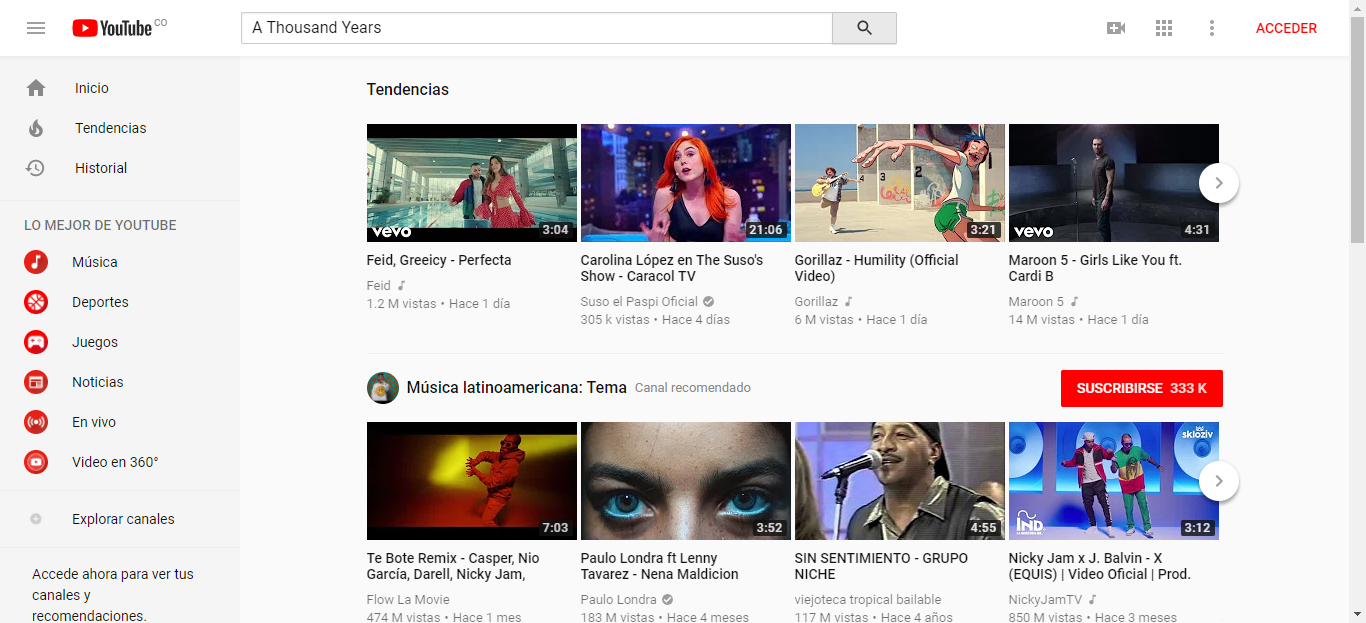 YouTube CO
A Thousand Years
ACCEDER
Inicio
Tendencias
Historial
LO MEJOR DE YOUTUBE
Música
Deportes
Juegos
Noticias
En vivo
Video en 360°
Explorar canales
Accede ahora para ver tus
canales y
recomendaciones.
Tendencias
vevo
3:04
21:06
4 3 2
3:21
vevo
4:31
Feid, Greeicy - Perfecta
Feid
1.2 M vistas • Hace 1 día
Carolina López en The Suso's
Show - Caracol TV
Suso el Paspi Oficial
305 k vistas • Hace 4 días
Gorillaz - Humility (Official
Video)
Gorillaz
6 M vistas • Hace 1 día
Maroon 5 - Girls Like You ft.
Cardi B
Maroon 5
14 M vistas • Hace 1 día
Música latinoamericana: Tema Canal recomendado
SUSCRIBIRSE 333 K
7:03
3:52
4:55
skloziv
IND.
3:12
Te Bote Remix - Casper, Nio
García, Darell, Nicky Jam,
Flow La Movie
474 M vistas • Hace 1 mes
Paulo Londra ft Lenny
Tavarez - Nena Maldicion
Paulo Londra
183 M vistas • Hace 4 meses
SIN SENTIMIENTO - GRUPO
NICHE
viejoteca tropical bailable
117 M vistas • Hace 4 años
Nicky Jam x J. Balvin - X
(EQUIS) | Video Oficial | Prod.
NickyJamTV
850 M vistas • Hace 3 meses